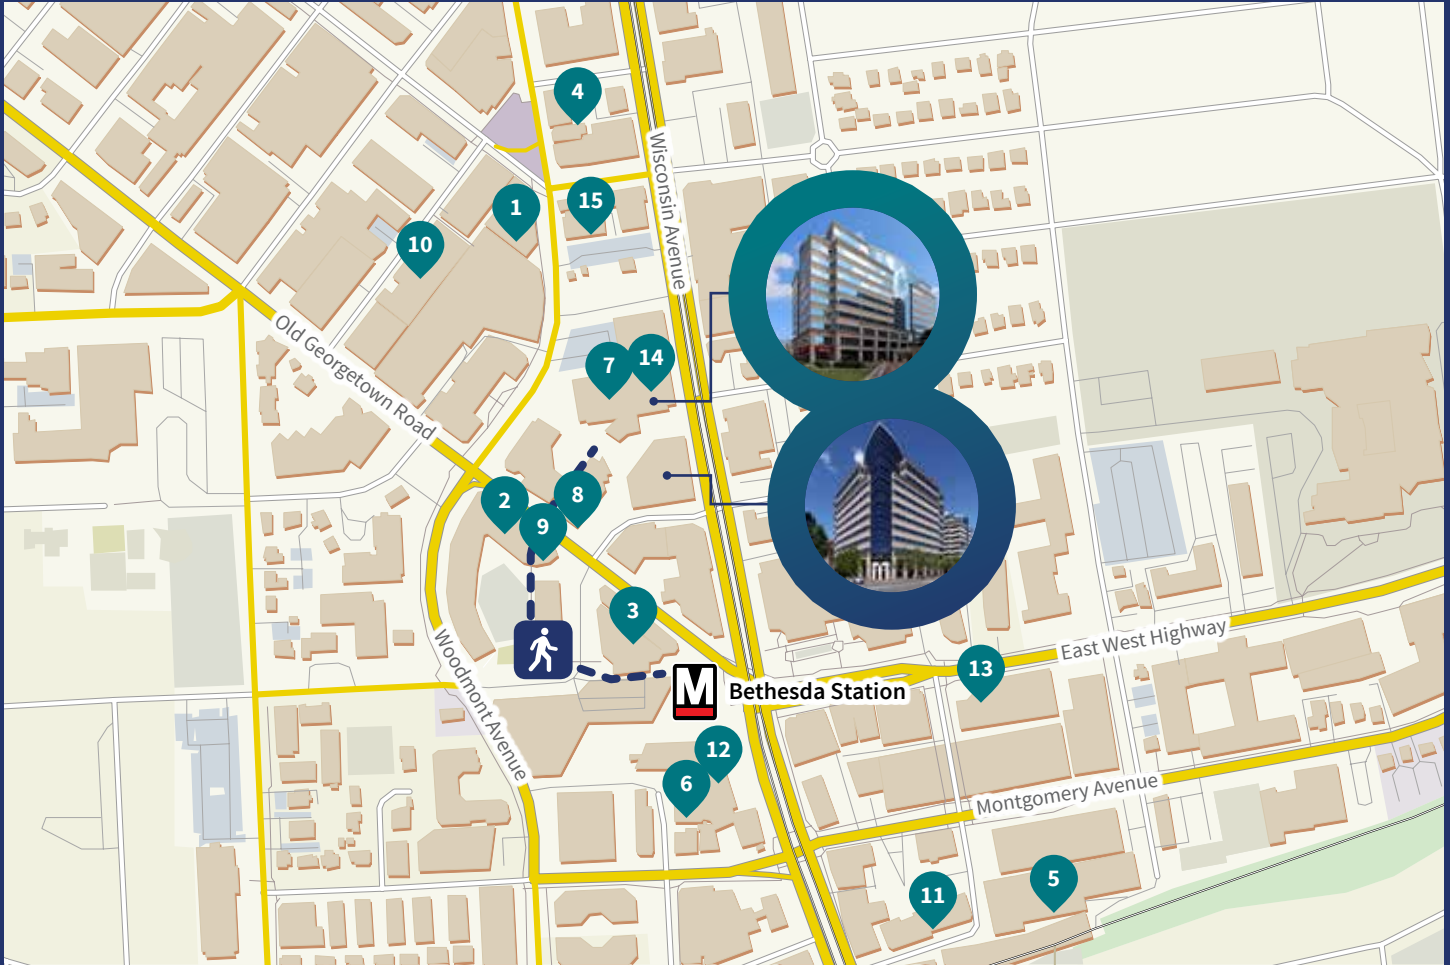 4
Wisconsin Avenue
1
15
10
Old Georgetown Road
7
14
2
8
9
3
Woodmont Avenue
M
Bethesda Station
13
East West Highway
12
6
Montgomery Avenue
11
5